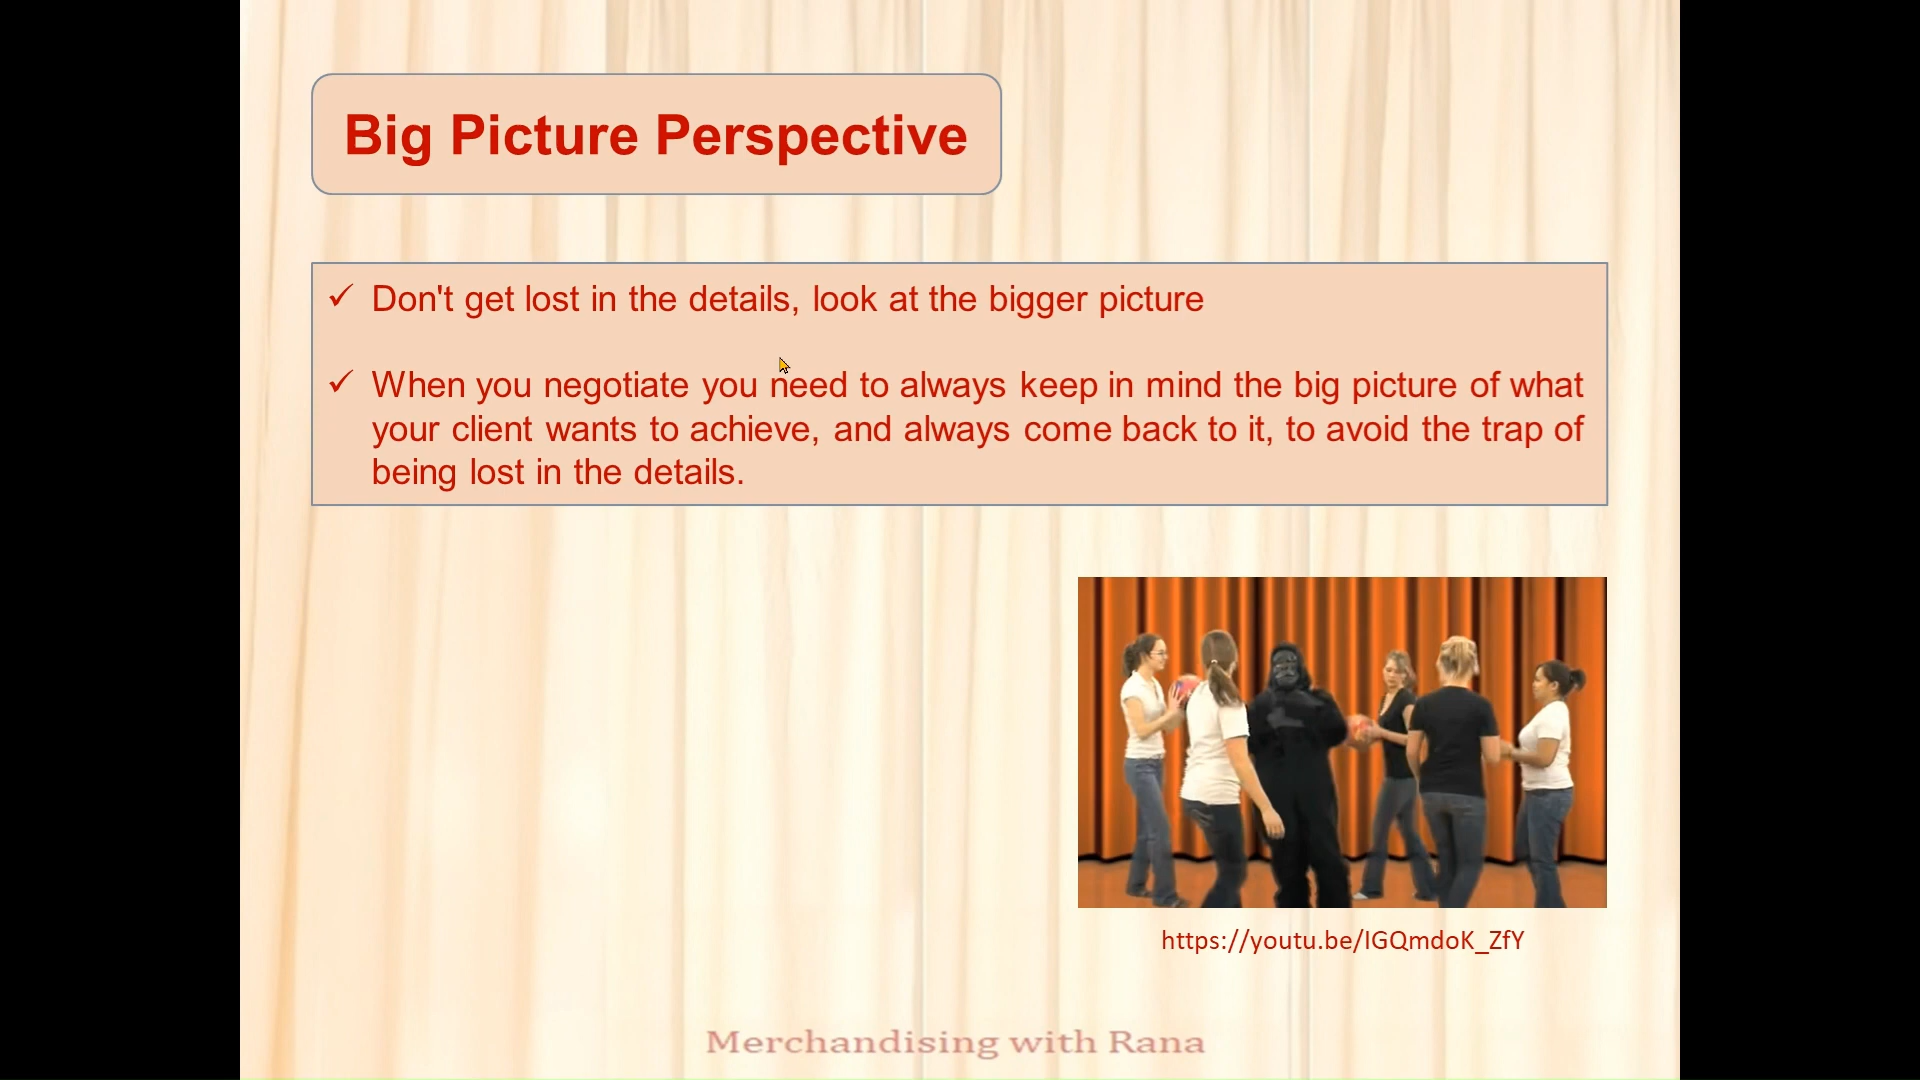 Big Picture Perspective
✓ Don't get lost in the details, look at the bigger picture
✓ When you negotiate you need to always keep in mind the big picture of what
your client wants to achieve, and always come back to it, to avoid the trap of
being lost in the details.
https://youtu.be/IGQmdoK_ZfY
Merchandising with Rana